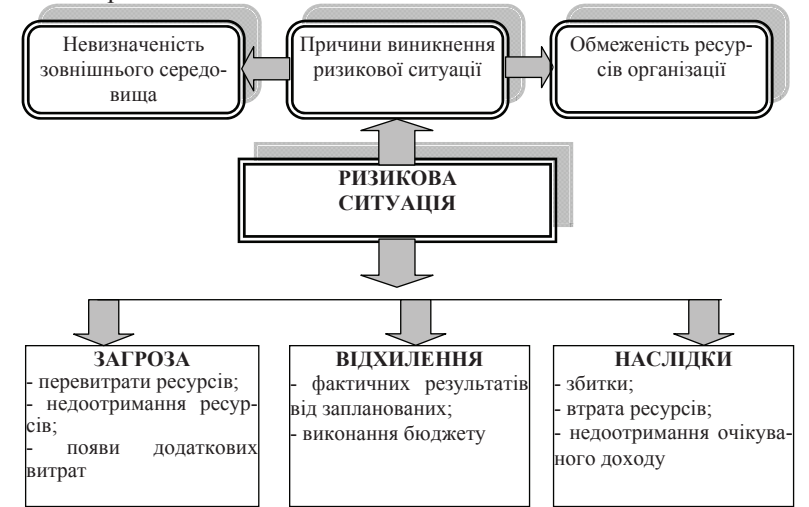 Невизначеність
зовнішнього середо-
вища
Причини виникнення
ризикової ситуації
Обмеженість ресур-
сів організації
РИЗИКОВА
СИТУАЦІЯ
ЗАГРОЗА
- перевитрати ресурсів;
- недоотримання ресур-
сів;
- появи додаткових
витрат
ВІДХИЛЕННЯ
- фактичних результатів
від запланованих;
- виконання бюджету
НАСЛІДКИ
- збитки;
- втрата ресурсів;
- недоотримання очікува-
ного доходу